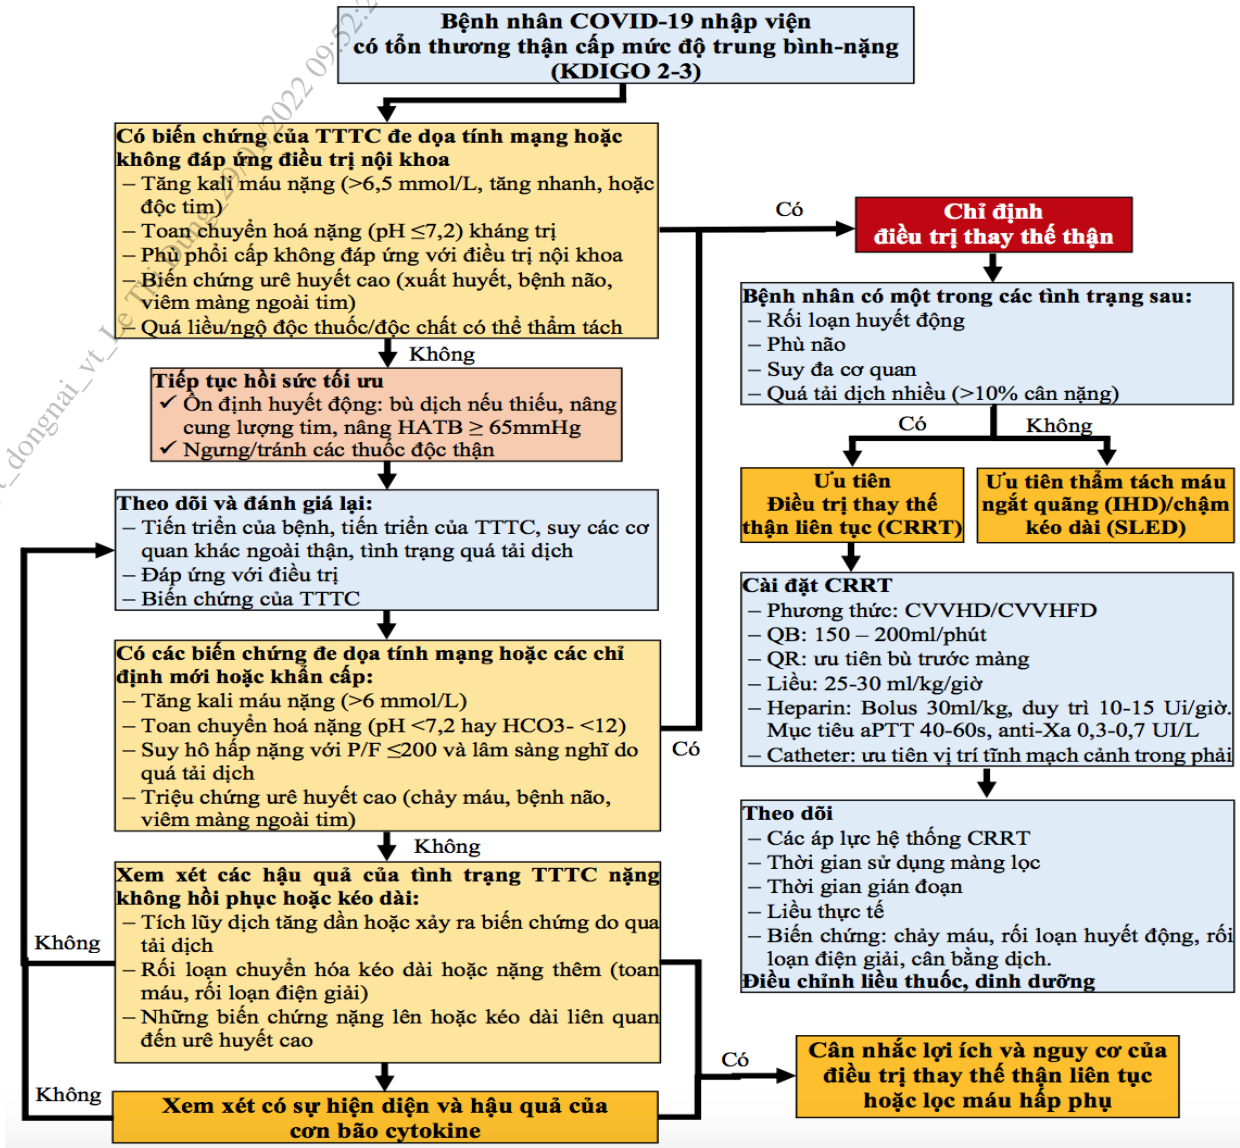 Bệnh nhân COVID-19 nhập viện
có tổn thương thận cấp mức độ trung bình-nặng
(KDIGO 2-3)
Có biến chứng của TTTC đe dọa tính mạng hoặc
không đáp ứng điều trị nội khoa
– Tăng kali máu nặng (>6,5 mmol/L, tăng nhanh, hoặc
độc tim)
– Toan chuyển hoá nặng (pH ≤7,2) kháng trị
– Phù phổi cấp không đáp ứng với điều trị nội khoa
– Biến chứng urê huyết cao (xuất huyết, bệnh não,
viêm màng ngoài tim)
– Quá liều/ngộ độc thuốc/độc chất có thể thẩm tách
Có
Không
Tiếp tục hồi sức tối ưu
✓ Ổn định huyết động: bù dịch nếu thiếu, nâng
cung lượng tim, nâng HATB ≥ 65mmHg
✓ Ngưng/tránh các thuốc độc thận
Theo dõi và đánh giá lại:
– Tiến triển của bệnh, tiến triển của TTTC, suy các cơ
quan khác ngoài thận, tình trạng quá tải dịch
– Đáp ứng với điều trị
– Biến chứng của TTTC
Có các biến chứng đe dọa tính mạng hoặc các chỉ
định mới hoặc khẩn cấp:
– Tăng kali máu nặng (>6 mmol/L)
– Toan chuyển hoá nặng (pH <7,2 hay HCO3- <12)
– Suy hô hấp nặng với P/F ≤200 và lâm sàng nghĩ do
quá tải dịch
– Triệu chứng urê huyết cao (chảy máu, bệnh não,
viêm màng ngoài tim)
Có
Không
Xem xét các hậu quả của tình trạng TTTC nặng
không hồi phục hoặc kéo dài:
– Tích lũy dịch tăng dần hoặc xảy ra biến chứng do qua
tải dịch
– Rối loạn chuyển hóa kéo dài hoặc nặng thêm (toan
máu, rối loạn điện giải)
– Những biến chứng nặng lên hoặc kéo dài liên quan
đến urê huyết cao
Không
Xem xét có sự hiện diện và hậu quả của
cơn bão cytokine
Không
Có
Cân nhắc lợi ích và nguy cơ của
điều trị thay thế thận liên tục
hoặc lọc máu hấp phụ
Chỉ định
điều trị thay thế thận
Bệnh nhân có một trong các tình trạng sau:
– Rối loạn huyết động
– Phù não
– Suy đa cơ quan
– Quá tải dịch nhiều (>10% cân nặng)
Có
Không
Ưu tiên
Điều trị thay thế
thận liên tục (CRRT)
Ưu tiên thẩm tách máu
ngắt quãng (IHD)/chậm
kéo dài (SLED)
Cài đặt CRRT
– Phương thức: CVVHD/CVVHFD
– QB: 150 – 200ml/phút
– QR: ưu tiên bù trước màng
– Liều: 25-30 ml/kg/giờ
– Heparin: Bolus 30ml/kg, duy trì 10-15 Ui/giờ.
Mục tiêu aPTT 40-60s, anti-Xa 0,3-0,7 UI/L
– Catheter: ưu tiên vị trí tĩnh mạch cảnh trong phải
Theo dõi
– Các áp lực hệ thống CRRT
– Thời gian sử dụng màng lọc
– Thời gian gián đoạn
– Liều thực tế
– Biến chứng: chảy máu, rối loạn huyết động, rối
loạn điện giải, cân bằng dịch.
Điều chỉnh liều thuốc, dinh dưỡng
dongnai_vt_Le Thi Dung_29/01/2022 09:52:2